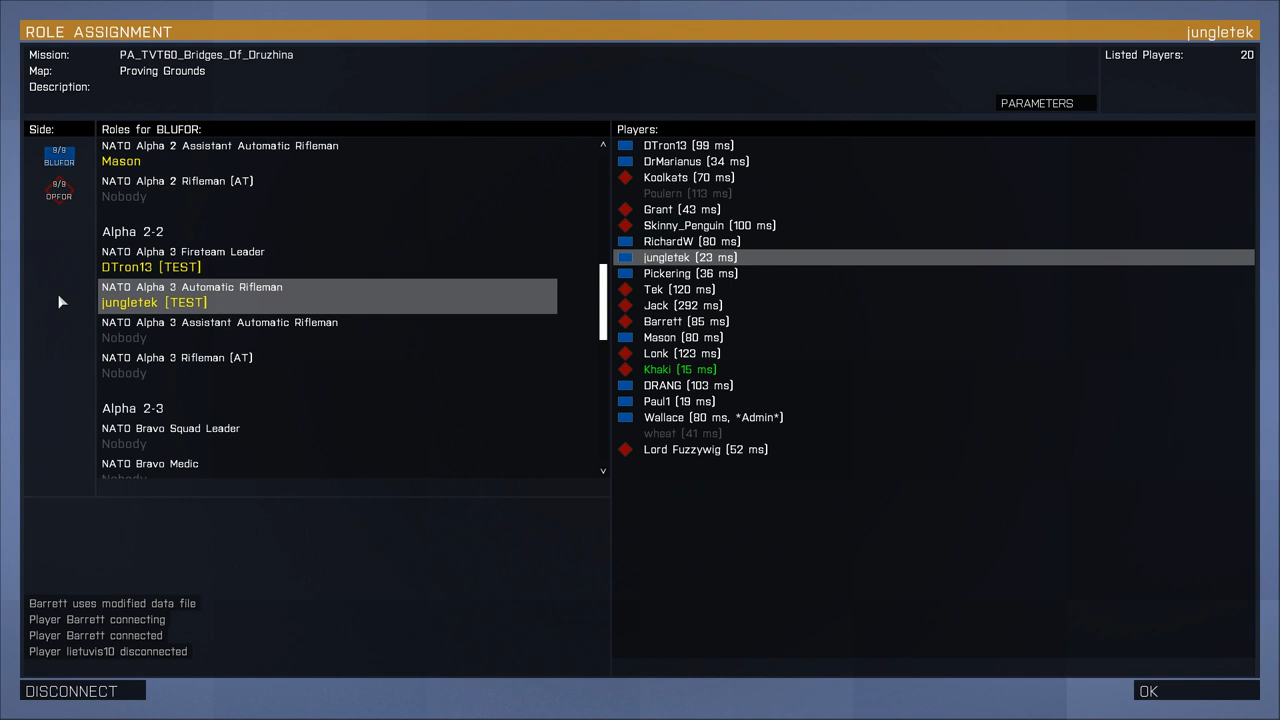 ROLE ASSIGNMENT
jungletek
Mission: PA_TVT60_Bridges_Of_Druzhina
Map: Proving Grounds
Description:
Listed Players: 20
PARAMETERS
Side:
9/9
BLUFOR
9/9
OPFOR
Roles for BLUFOR:
NATO Alpha 2 Assistant Automatic Rifleman
Mason
NATO Alpha 2 Rifleman (AT)
Nobody
Alpha 2-2
NATO Alpha 3 Fireteam Leader
DTron13 [TEST]
NATO Alpha 3 Automatic Rifleman
jungletek [TEST]
NATO Alpha 3 Assistant Automatic Rifleman
Nobody
NATO Alpha 3 Rifleman (AT)
Nobody
Alpha 2-3
NATO Bravo Squad Leader
Nobody
NATO Bravo Medic
Nobody
Players:
DTron13 (99 ms)
DrMarianus (34 ms)
Koolkats (70 ms)
Poulern (113 ms)
Grant (43 ms)
Skinny_Penguin (100 ms)
RichardW (80 ms)
jungletek (23 ms)
Pickering (36 ms)
Tek (120 ms)
Jack (292 ms)
Barrett (85 ms)
Mason (80 ms)
Lonk (123 ms)
Khaki (15 ms)
DRANG (103 ms)
Paul1 (19 ms)
Wallace (80 ms, *Admin*)
wheat (41 ms)
Lord Fuzzywig (52 ms)
Barrett uses modified data file
Player Barrett connecting
Player Barrett connected
Player lietuvis10 disconnected
DISCONNECT
OK